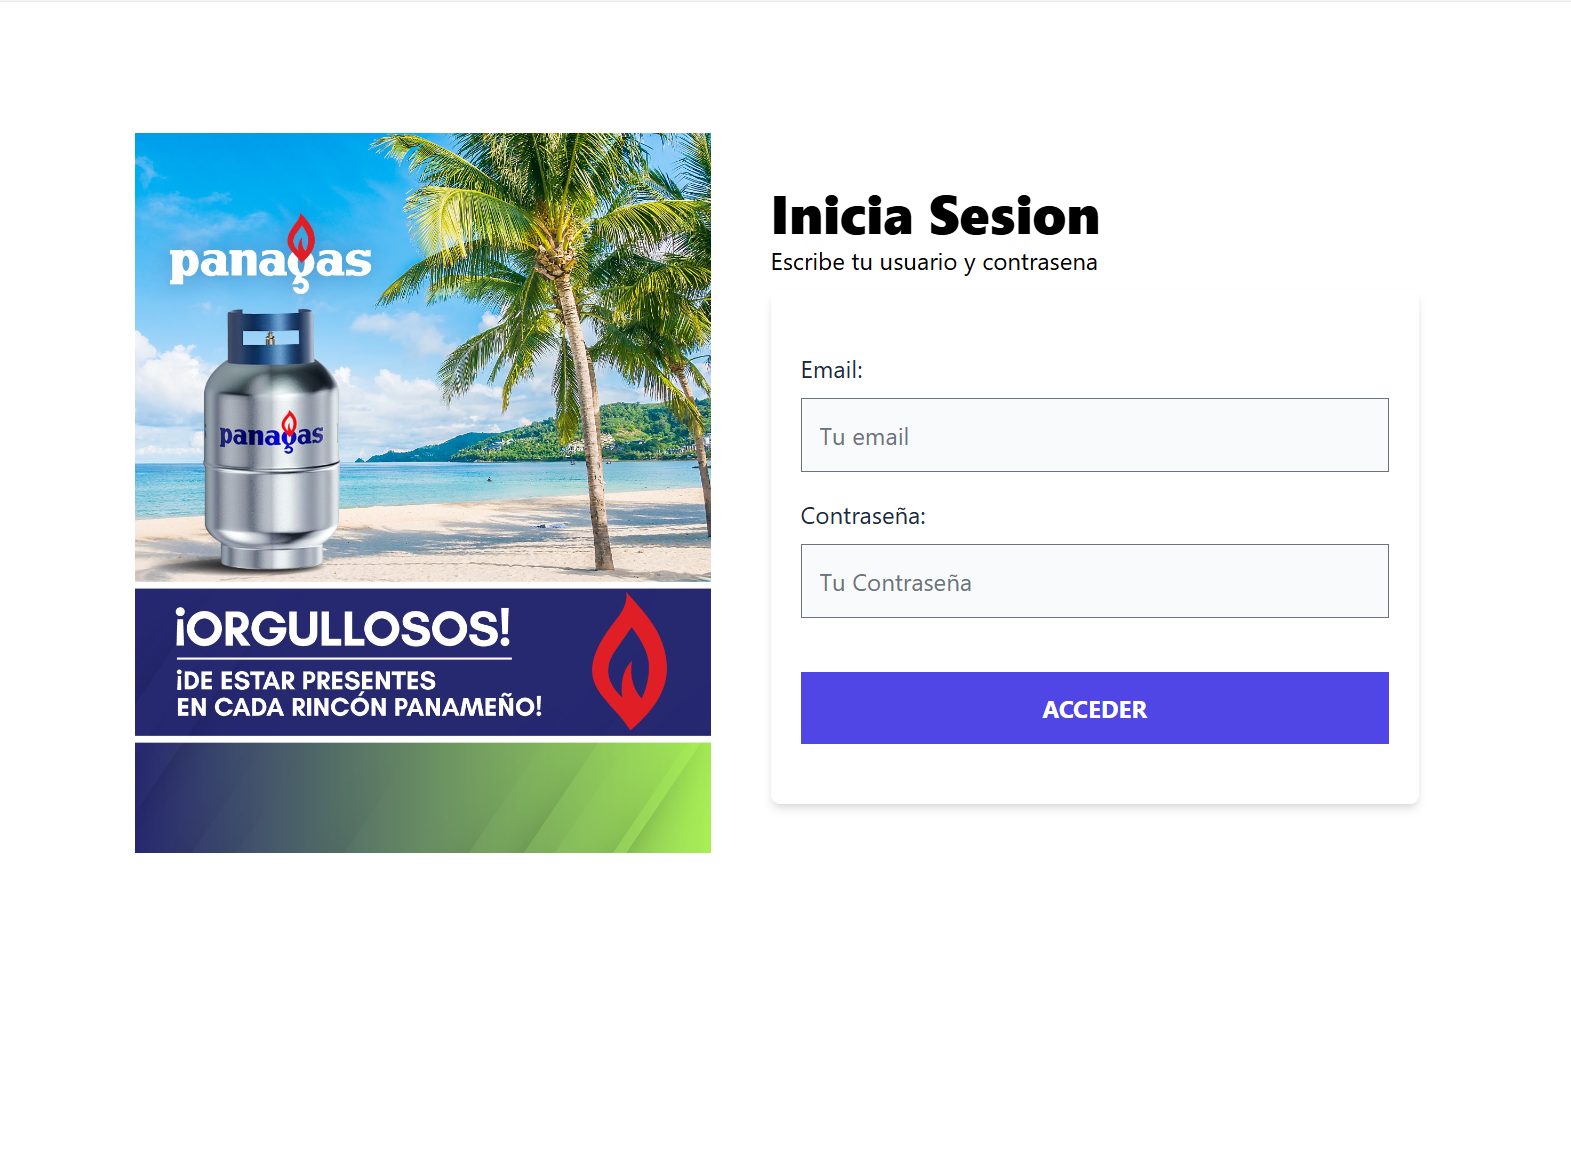 panagas
panagas
¡ORGULLOSOS!
¡DE ESTAR PRESENTES
EN CADA RINCÓN PANAMEÑO!
Inicia Sesion
Escribe tu usuario y contrasena
Email:
Tu email
Contraseña:
Tu Contraseña
ACCEDER